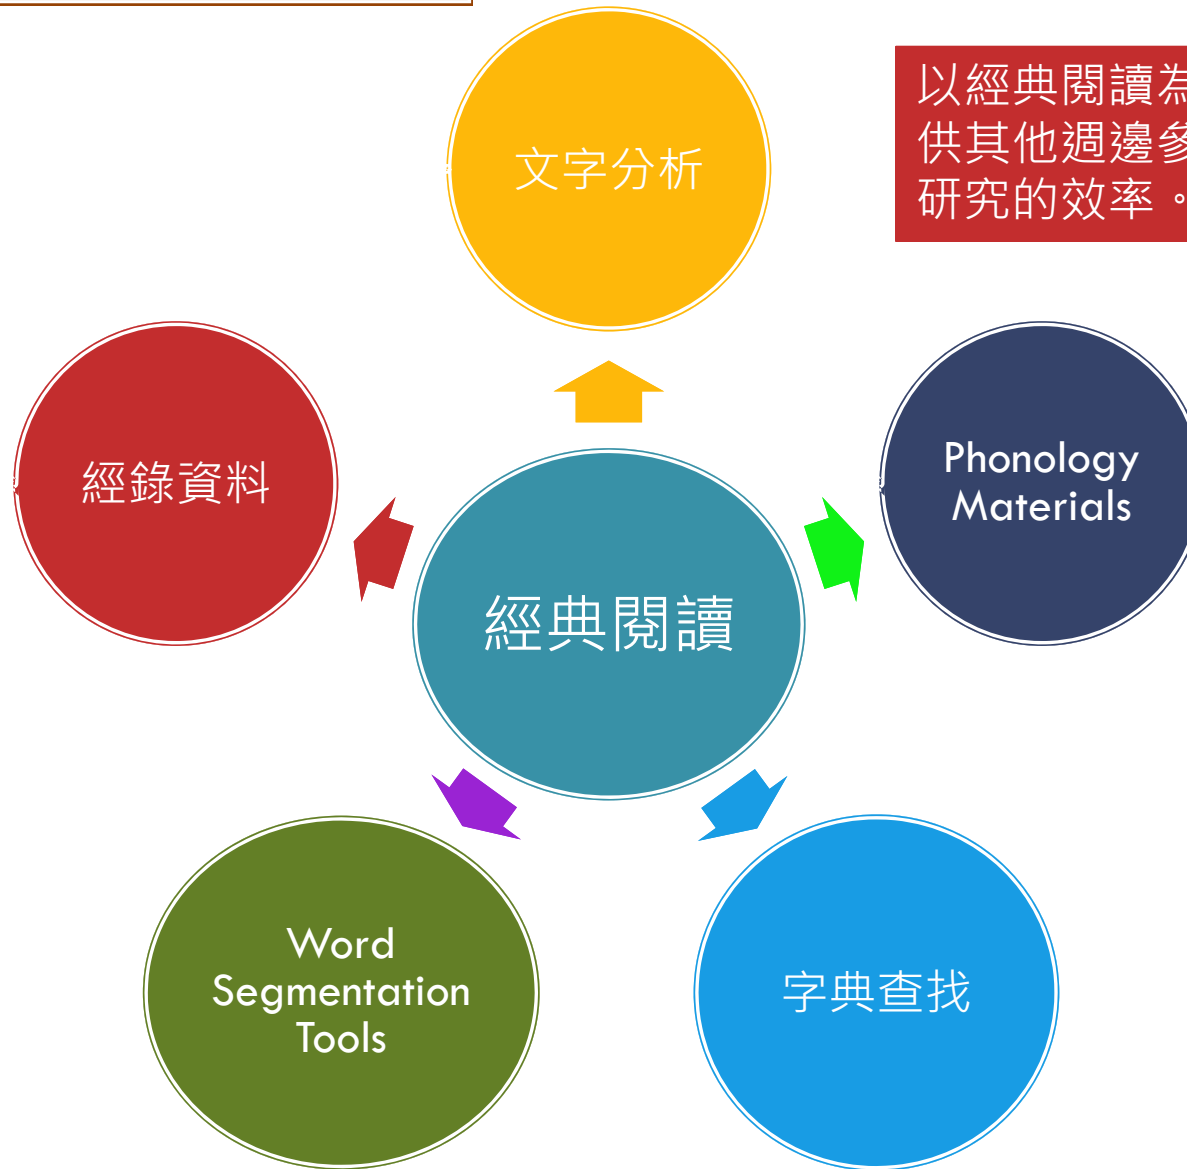 文字分析
以經典閱讀為
供其他週邊參
研究的效率。
經錄資料
Phonology
Materials
經典閱讀
Word
Segmentation
Tools
字典查找